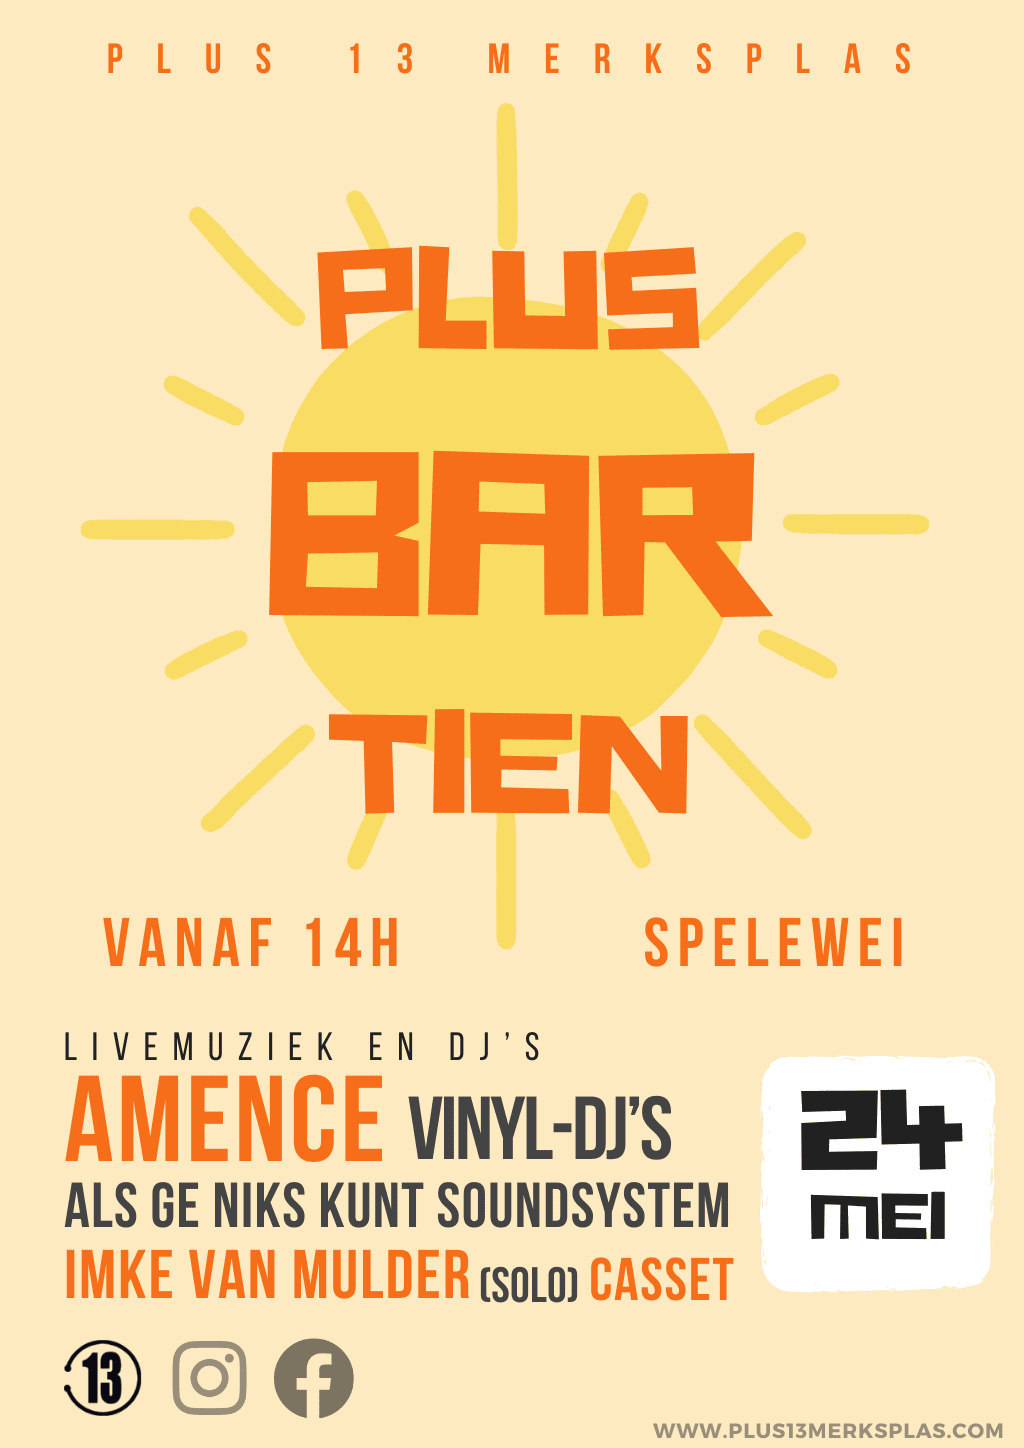 PLUS 13 MERKSPLAS
PLUS
BAR
TIEN
VANAF 14H
SPELEWEI
LIVEMUZIEK EN DJ'S
AMENCE VINYL-DJ'S
ALS GE NIKS KUNT SOUNDSYSTEM
IMKE VAN MULDER (SOLO) CASSET
24
MEI
13
WWW.PLUS13MERKSPLAS.COM